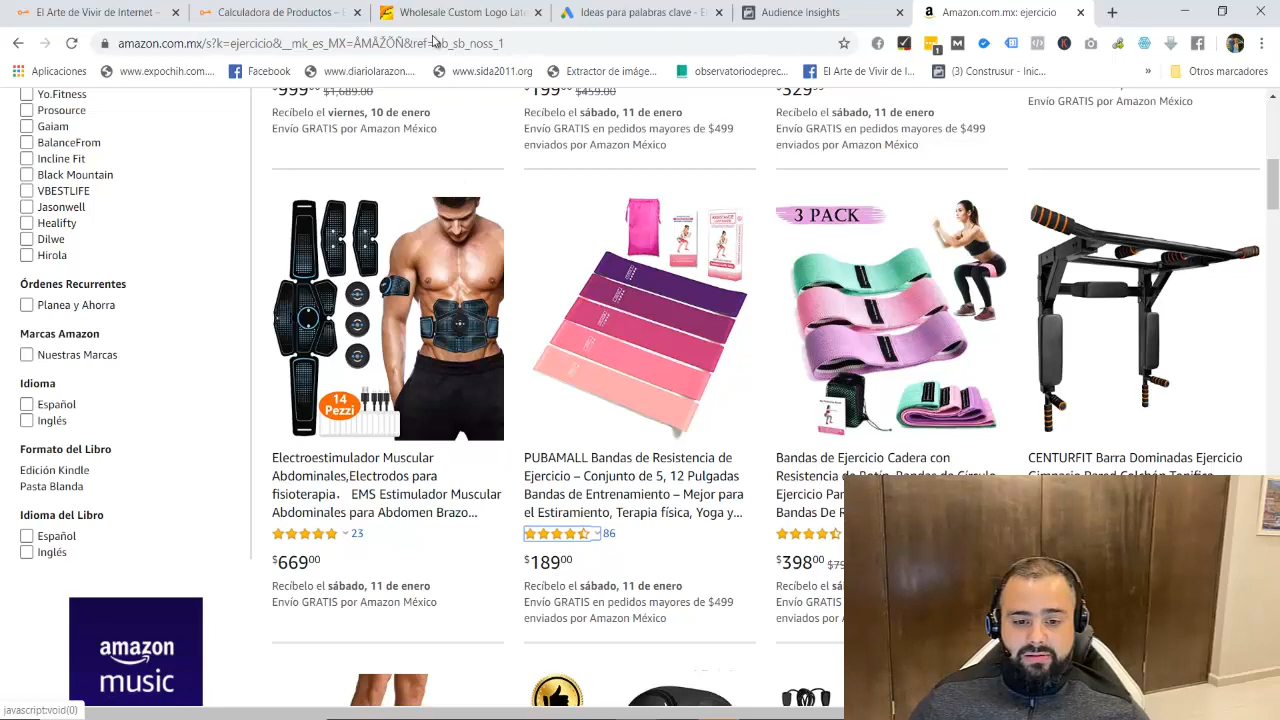 El Arte de Vivir de Internet –
Calculadora de Productos – E
Wholesale Custom Logo Late
Ideas para palabras clave - E
Audience Insights
Amazon.com.mx: ejercicio
amazon.com.mx/s?k=ejercicio&__mk_es_MX=ÅMÅŽÕÑ&ref=nb_sb_noss_1
Aplicaciones
www.expochih.com....
Facebook
www.diariolarazon....
www.sida2011.org
Extractor de imáge...
observatoriodeprec...
El Arte de Vivir de I...
(3) Construsur - Inic...
»
Otros marcadores
Yo.Fitness
Prosource
Gaiam
BalanceFrom
Incline Fit
Black Mountain
VBESTLIFE
Jasonwell
Healifty
Dilwe
Hirola
Órdenes Recurrentes
Planea y Ahorra
Marcas Amazon
Nuestras Marcas
Idioma
Español
Inglés
Formato del Libro
Edición Kindle
Pasta Blanda
Idioma del Libro
Español
Inglés
amazon
music
javascript:void(0)
$999⁰⁰ $1,689.00
Recíbelo el viernes, 10 de enero
Envío GRATIS por Amazon México
$199⁰⁰ $459.00
Recíbelo el sábado, 11 de enero
Envío GRATIS en pedidos mayores de $499
enviados por Amazon México
$329
Recíbelo el sábado, 11 de enero
Envío GRATIS en pedidos mayores de $499
enviados por Amazon México
Envío GRATIS por Amazon México
14
Pezzi
Electroestimulador Muscular
Abdominales,Electrodos para
fisioterapia， EMS Estimulador Muscular
Abdominales para Abdomen Brazo...
23
$669⁰⁰
Recíbelo el sábado, 11 de enero
Envío GRATIS por Amazon México
PUBAMALL Bandas de Resistencia de
Ejercicio – Conjunto de 5, 12 Pulgadas
Bandas de Entrenamiento – Mejor para
el Estiramiento, Terapia física, Yoga y...
86
$189⁰⁰
Recíbelo el sábado, 11 de enero
Envío GRATIS en pedidos mayores de $499
enviados por Amazon México
3 PACK
Bandas de Ejercicio Cadera con
Ejercicio Par
Bandas De R
$398⁰⁰
Recíbelo el sá
Envío GRATIS
CENTURFIT Barra Dominadas Ejercicio